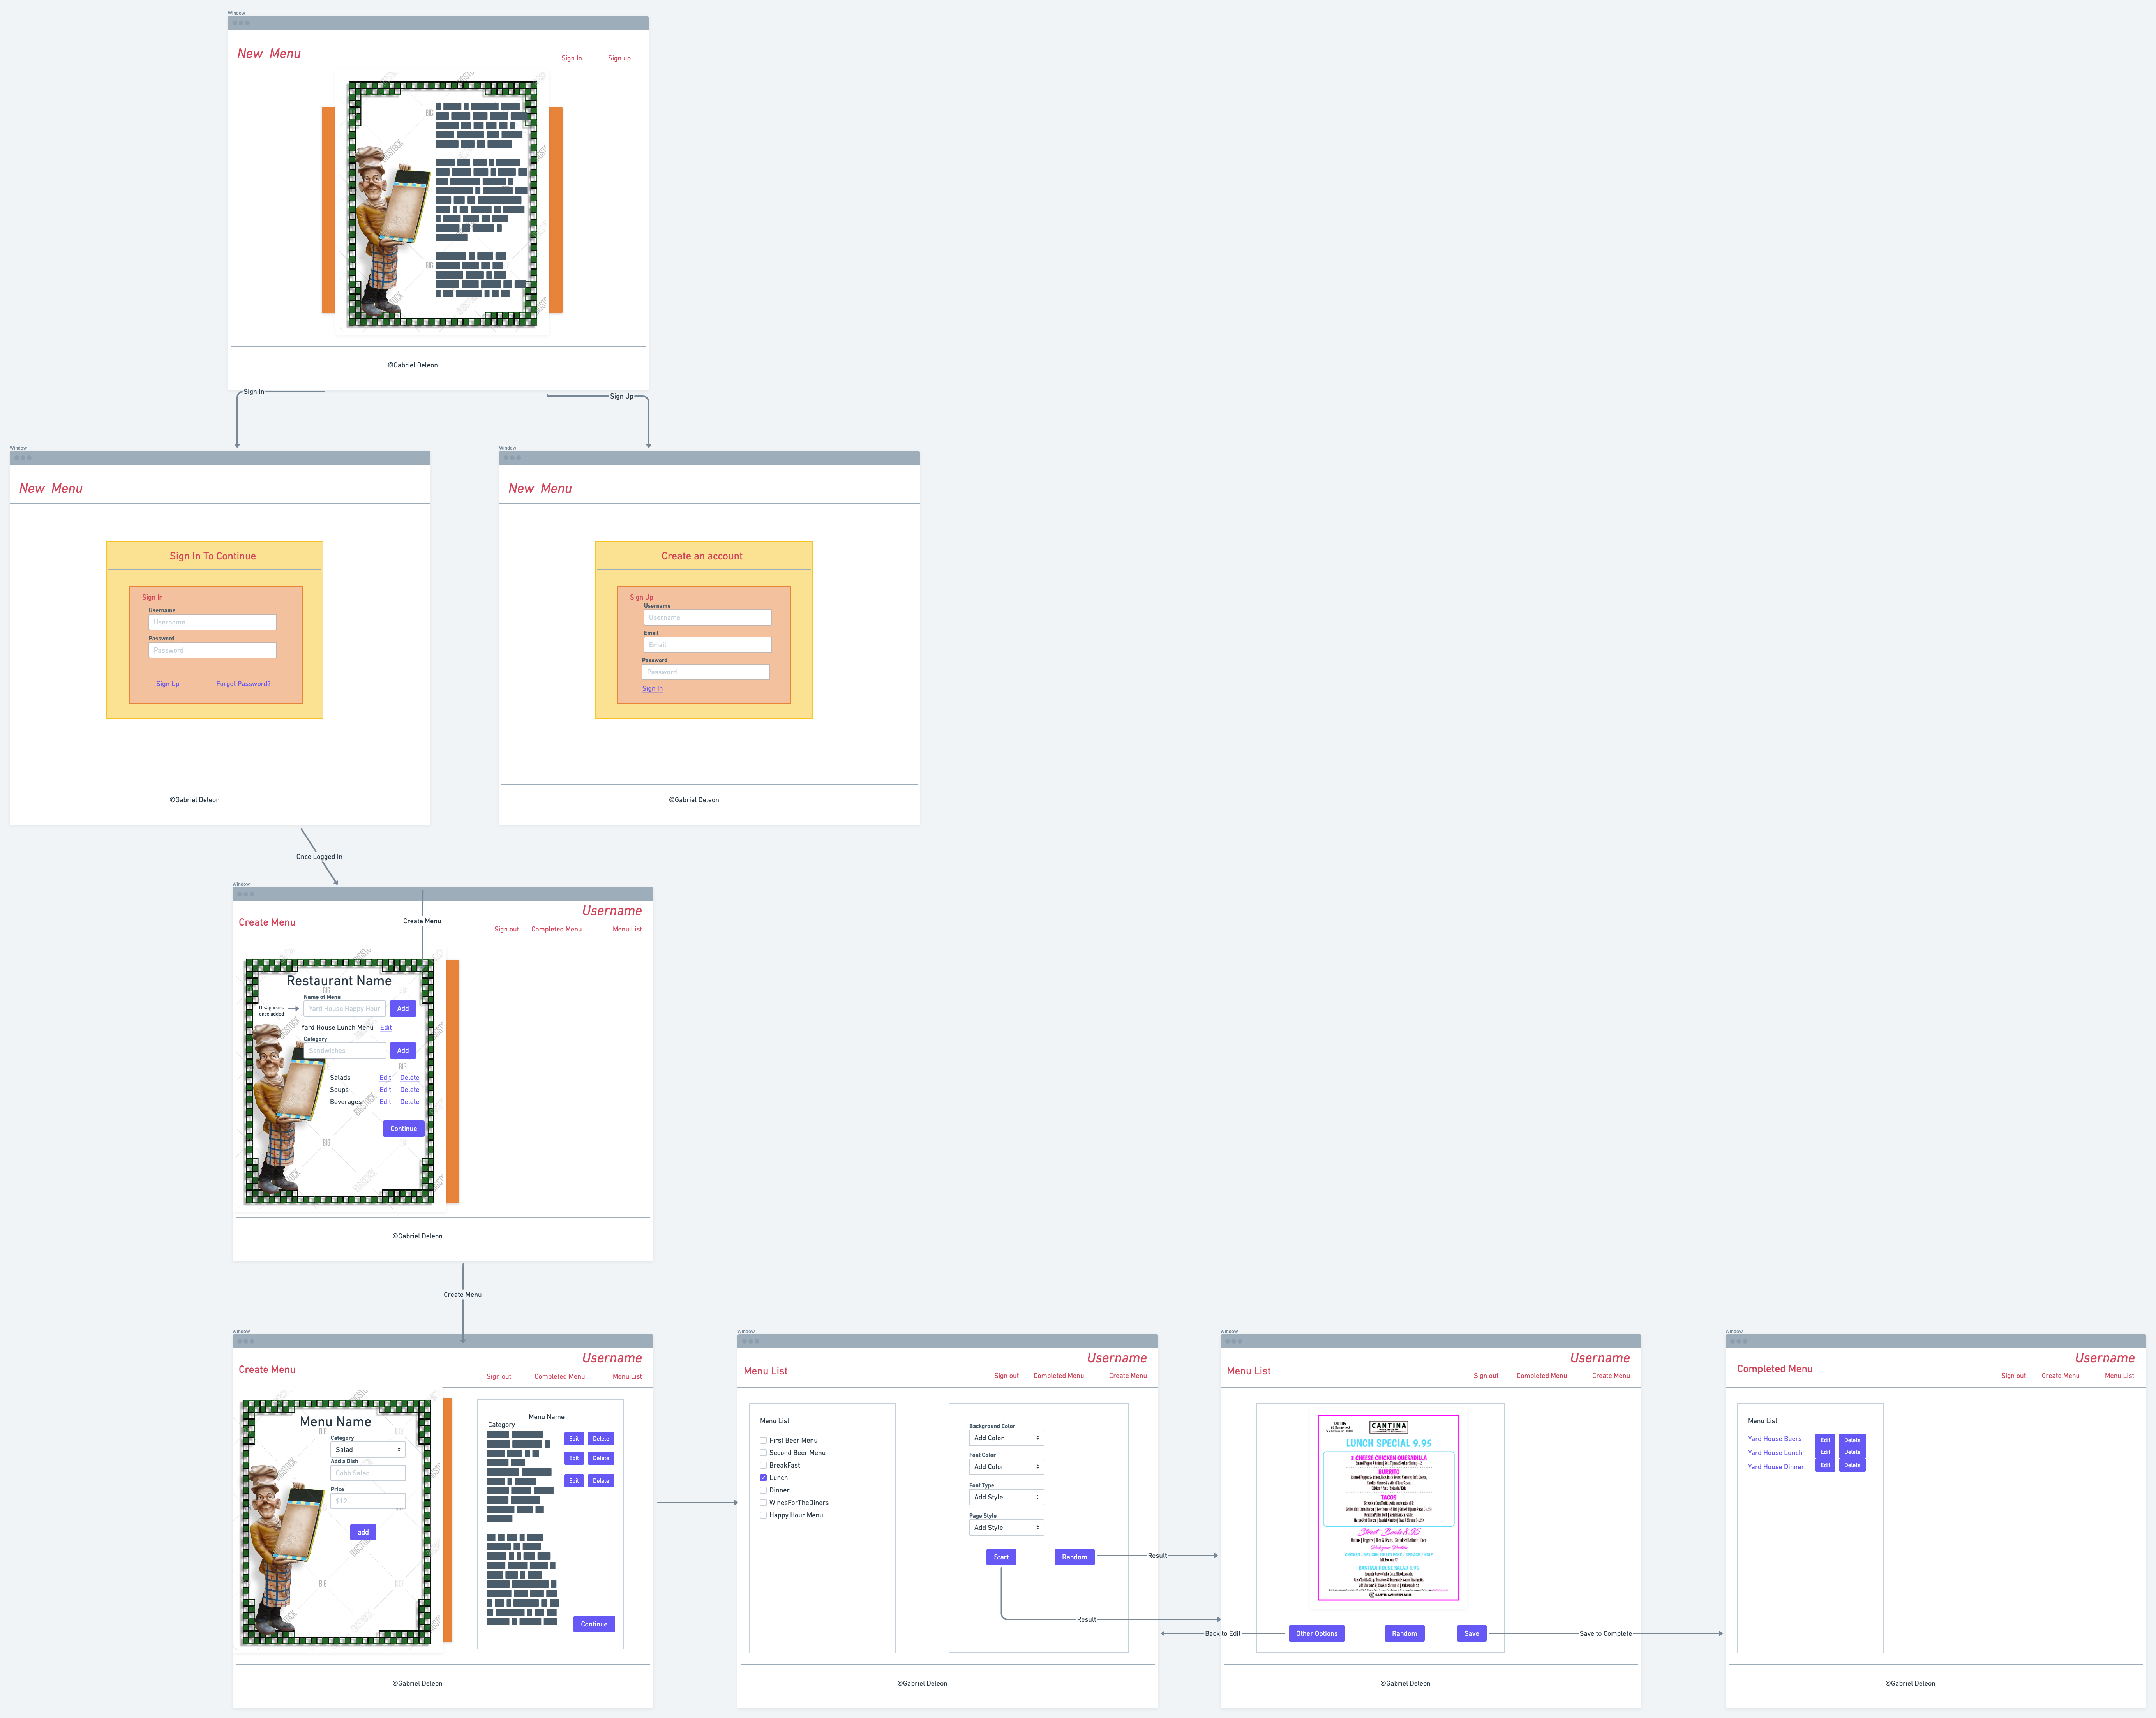 Window
New Menu
Sign In
Sign up
BIGSTOCK
©Gabriel Deleon
Sign In
Sign Up
Window
New Menu
Sign In To Continue
Sign In
Username
Username
Password
Password
Sign Up
Forgot Password?
©Gabriel Deleon
Window
New Menu
Create an account
Sign Up
Username
Username
Email
Email
Password
Password
Sign In
©Gabriel Deleon
Once Logged In
Window
Username
Create Menu
Create Menu
Sign out
Completed Menu
Menu List
Restaurant Name
Name of Menu
Disappears
once added
Yard House Happy Hour
Add
Yard House Lunch Menu
Edit
Category
Sandwiches
Add
Salads Edit Delete
Soups Edit Delete
Beverages Edit Delete
BIGSTOCK
Continue
©Gabriel Deleon
Create Menu
Window
Username
Create Menu
Sign out
Completed Menu
Menu List
Menu Name
Category
Salad
Add a Dish
Cobb Salad
Price
$12
add
Menu Name
Category
Edit Delete
Edit Delete
Edit Delete
Continue
©Gabriel Deleon
Window
Username
Menu List
Sign out
Completed Menu
Create Menu
Menu List
First Beer Menu
Second Beer Menu
BreakFast
Lunch
Dinner
WinesForTheDiners
Happy Hour Menu
Background Color
Add Color
Font Color
Add Color
Font Type
Add Style
Page Style
Add Style
Start
Random
Result
Result
Back to Edit
©Gabriel Deleon
Window
Username
Menu List
Sign out
Completed Menu
Create Menu
CANTINA
CANTINA
LUNCH SPECIAL 9.95
3 CHEESE CHICKEN QUESADILLA
BURRITO
TACOS
CANTINA HOUSE SALAD 8.95
Other Options
Random
Save
Save to Complete
©Gabriel Deleon
Window
Username
Completed Menu
Sign out
Create Menu
Menu List
Menu List
Yard House Beers Edit Delete
Yard House Lunch Edit Delete
Yard House Dinner Edit Delete
©Gabriel Deleon